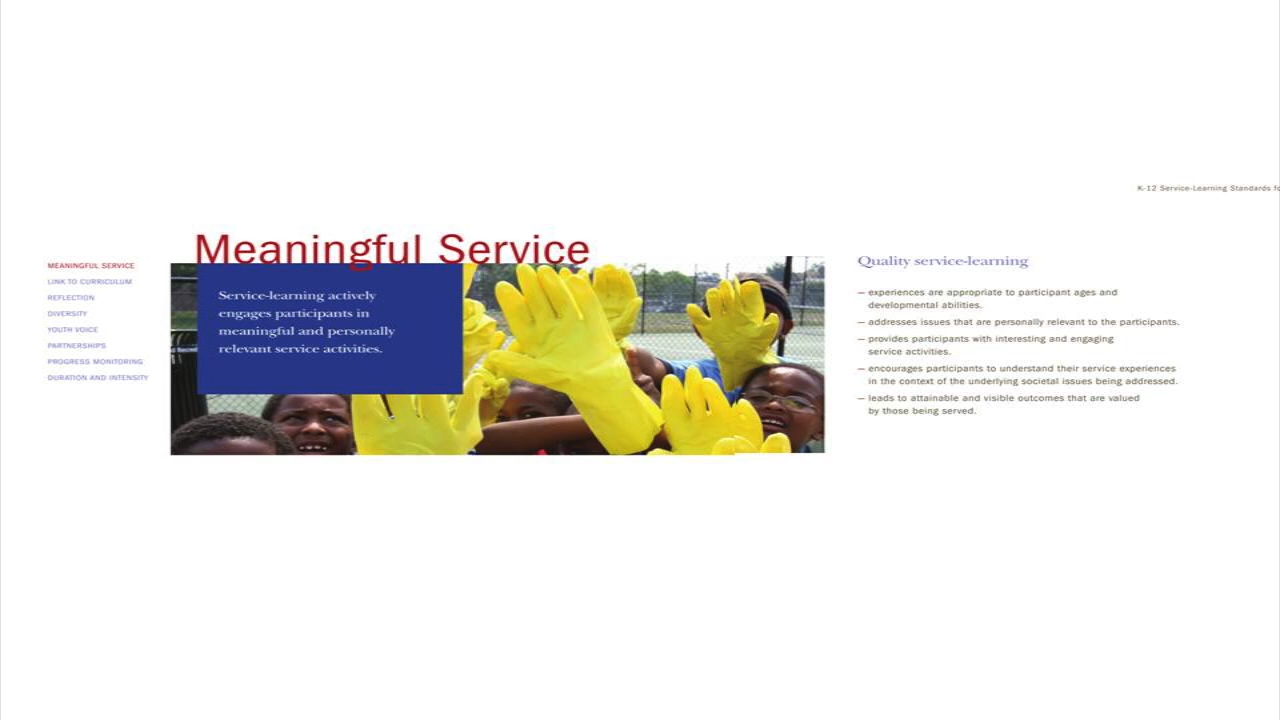 K-12 Service-Learning Standards fo
Meaningful Service
MEANINGFUL SERVICE
LINK TO CURRICULUM
REFLECTION
DIVERSITY
YOUTH VOICE
PARTNERSHIPS
PROGRESS MONITORING
DURATION AND INTENSITY
Service-learning actively
engages participants in
meaningful and personally
relevant service activities.
Quality service-learning
— experiences are appropriate to participant ages and
developmental abilities.
— addresses issues that are personally relevant to the participants.
— provides participants with interesting and engaging
service activities.
— encourages participants to understand their service experiences
in the context of the underlying societal issues being addressed.
— leads to attainable and visible outcomes that are valued
by those being served.